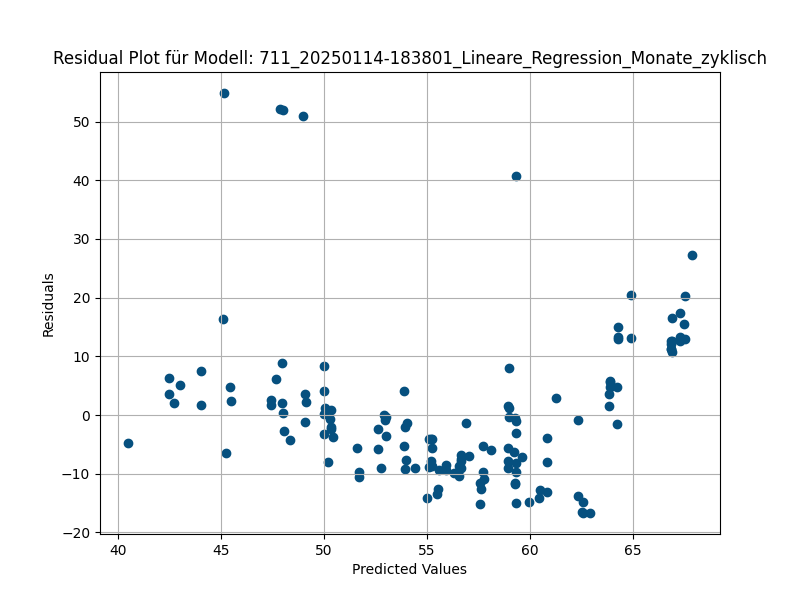 Residual Plot für Modell: 711_20250114-183801_Lineare_Regression_Monate_zyklisch
50
40
30
20
10
0
−10
−20
Residuals
40 45 50 55 60 65
Predicted Values